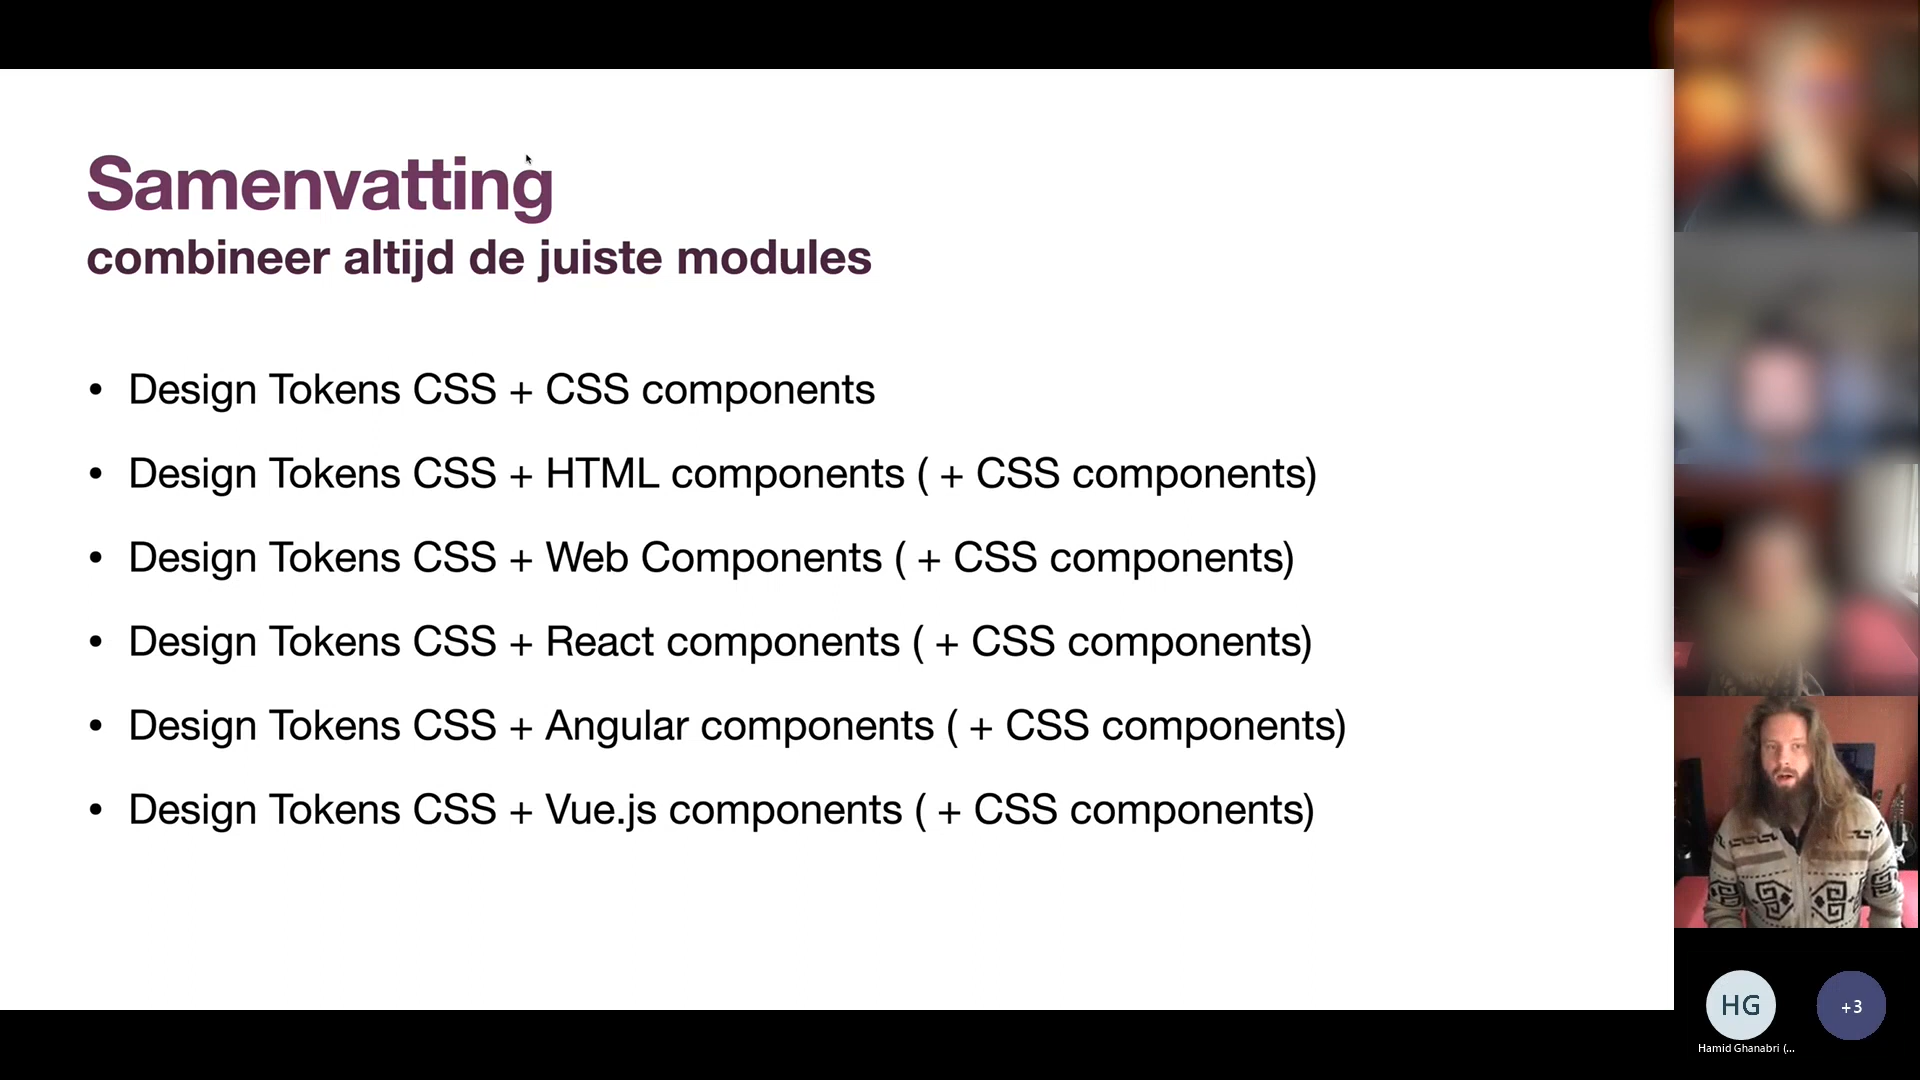 Samenvatting
combineer altijd de juiste modules
• Design Tokens CSS + CSS components
• Design Tokens CSS + HTML components ( + CSS components)
• Design Tokens CSS + Web Components ( + CSS components)
• Design Tokens CSS + React components ( + CSS components)
• Design Tokens CSS + Angular components ( + CSS components)
• Design Tokens CSS + Vue.js components ( + CSS components)
HG
+3
Hamid Ghanabri (...